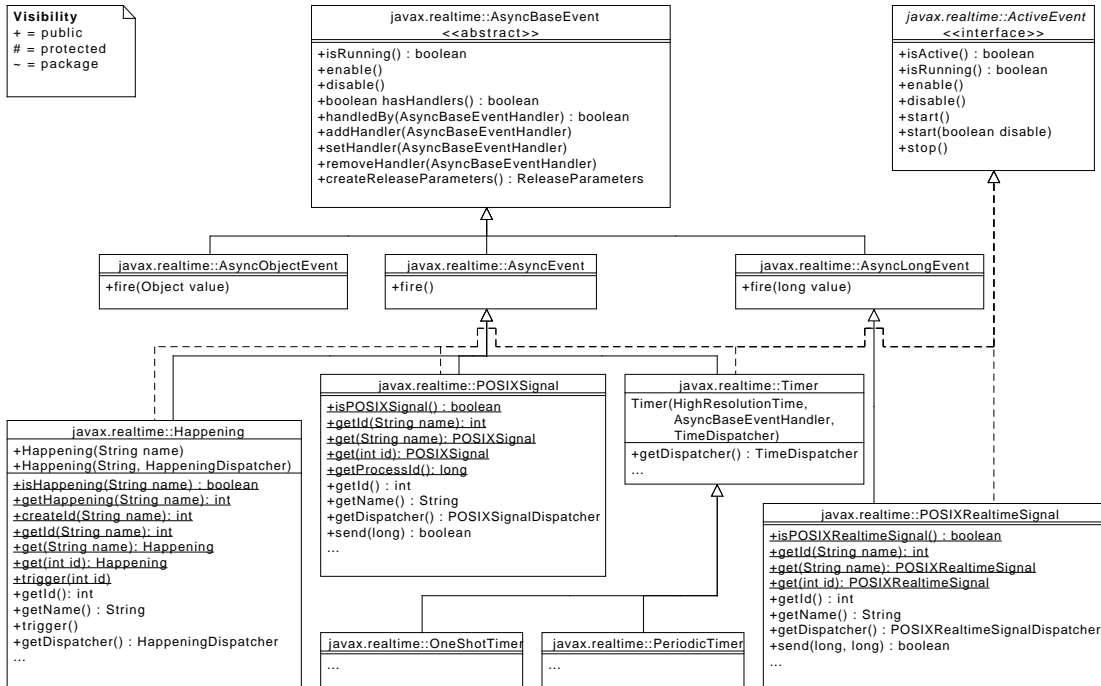 Visibility
+ = public
# = protected
~ = package
javax.realtime::AsyncBaseEvent
<<abstract>>
+isRunning() : boolean
+enable()
+disable()
+boolean hasHandlers() : boolean
+handledBy(AsyncBaseEventHandler) : boolean
+addHandler(AsyncBaseEventHandler)
+setHandler(AsyncBaseEventHandler)
+removeHandler(AsyncBaseEventHandler)
+createReleaseParameters() : ReleaseParameters
javax.realtime::ActiveEvent
<<interface>>
+isActive() : boolean
+isRunning() : boolean
+enable()
+disable()
+start()
+start(boolean disable)
+stop()
javax.realtime::AsyncObjectEvent
+fire(Object value)
javax.realtime::AsyncEvent
+fire()
javax.realtime::AsyncLongEvent
+fire(long value)
javax.realtime::Happening
+Happening(String name)
+Happening(String, HappeningDispatcher)
+isHappening(String name) : boolean
+getHappening(String name): int
+createId(String name): int
+getId(String name): int
+get(String name): Happening
+get(int id): Happening
+trigger(int id)
+getId(): int
+getName() : String
+trigger()
+getDispatcher() : HappeningDispatcher
...
javax.realtime::POSIXSignal
+isPOSIXSignal() : boolean
+getId(String name): int
+get(String name): POSIXSignal
+get(int id): POSIXSignal
+getProcessId(): long
+getId() : int
+getName() : String
+getDispatcher() : POSIXSignalDispatcher
+send(long) : boolean
...
javax.realtime::Timer
Timer(HighResolutionTime,
AsyncBaseEventHandler,
TimeDispatcher)
+getDispatcher() : TimeDispatcher
...
javax.realtime::POSIXRealtimeSignal
+isPOSIXRealtimeSignal() : boolean
+getId(String name): int
+get(String name): POSIXRealtimeSignal
+get(int id): POSIXRealtimeSignal
+getId() : int
+getName() : String
+getDispatcher() : POSIXRealtimeSignalDispatcher
+send(long, long) : boolean
...
javax.realtime::OneShotTimer
...
javax.realtime::PeriodicTimer
...